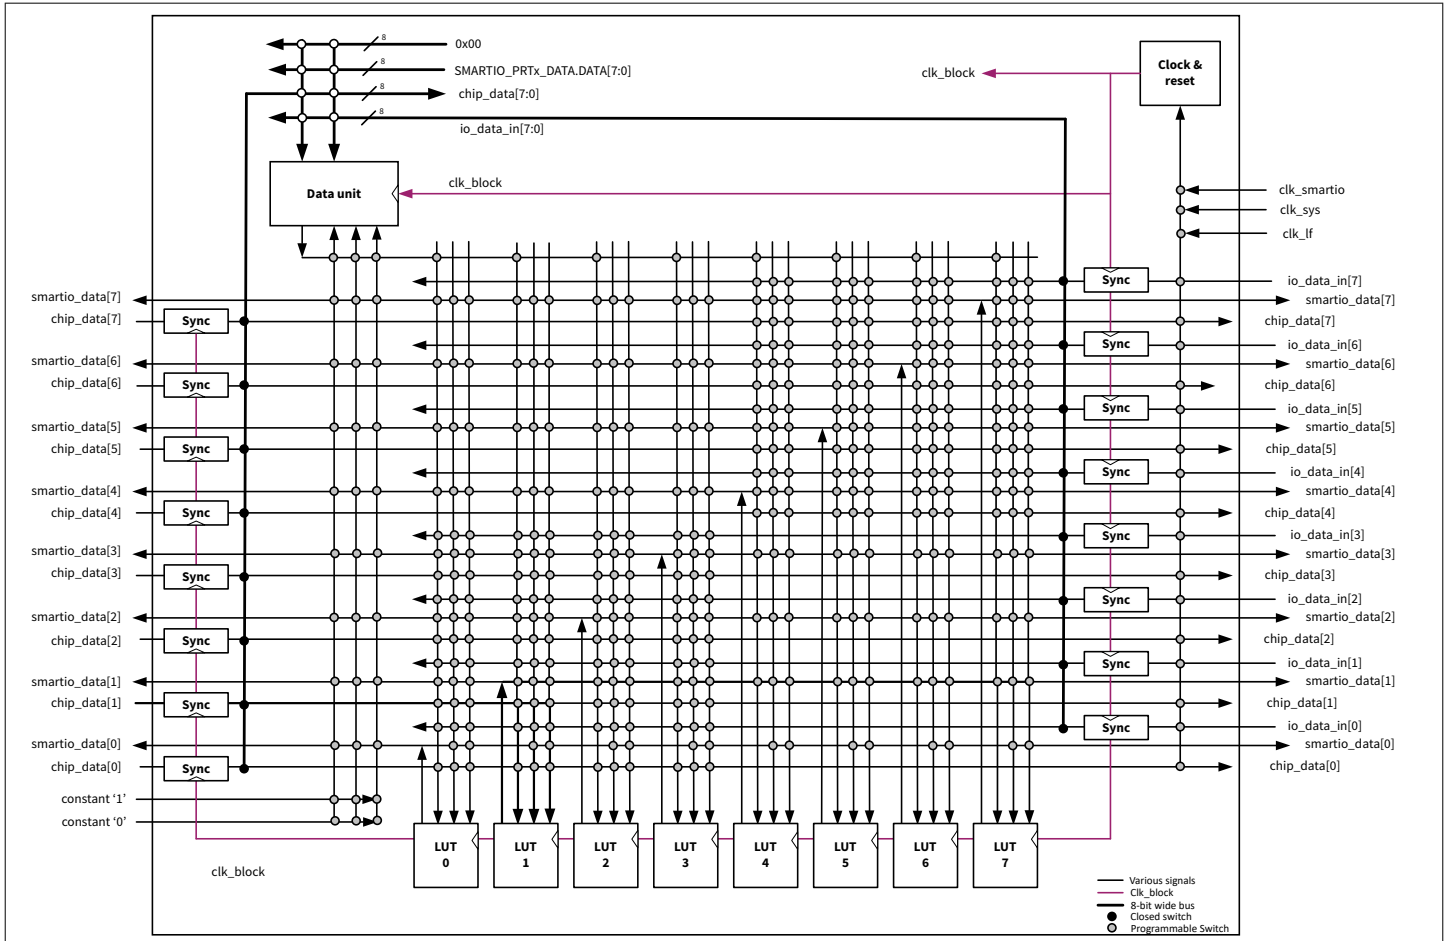 8
0x00
8
SMARTIO_PRTx_DATA.DATA[7:0]
8
chip_data[7:0]
8
io_data_in[7:0]
clk_block
Clock &
reset
Data unit
clk_block
clk_smartio
clk_sys
clk_lf
smartio_data[7]
chip_data[7]
Sync
smartio_data[6]
chip_data[6]
Sync
smartio_data[5]
chip_data[5]
Sync
smartio_data[4]
chip_data[4]
Sync
smartio_data[3]
chip_data[3]
Sync
smartio_data[2]
chip_data[2]
Sync
smartio_data[1]
chip_data[1]
Sync
smartio_data[0]
chip_data[0]
Sync
constant ‘1’
constant ‘0’
Sync
io_data_in[7]
smartio_data[7]
chip_data[7]
Sync
io_data_in[6]
smartio_data[6]
chip_data[6]
Sync
io_data_in[5]
smartio_data[5]
chip_data[5]
Sync
io_data_in[4]
smartio_data[4]
chip_data[4]
Sync
io_data_in[3]
smartio_data[3]
chip_data[3]
Sync
io_data_in[2]
smartio_data[2]
chip_data[2]
Sync
io_data_in[1]
smartio_data[1]
chip_data[1]
Sync
io_data_in[0]
smartio_data[0]
chip_data[0]
LUT
0
LUT
1
LUT
2
LUT
3
LUT
4
LUT
5
LUT
6
LUT
7
clk_block
Various signals
Clk_block
8-bit wide bus
Closed switch
Programmable Switch